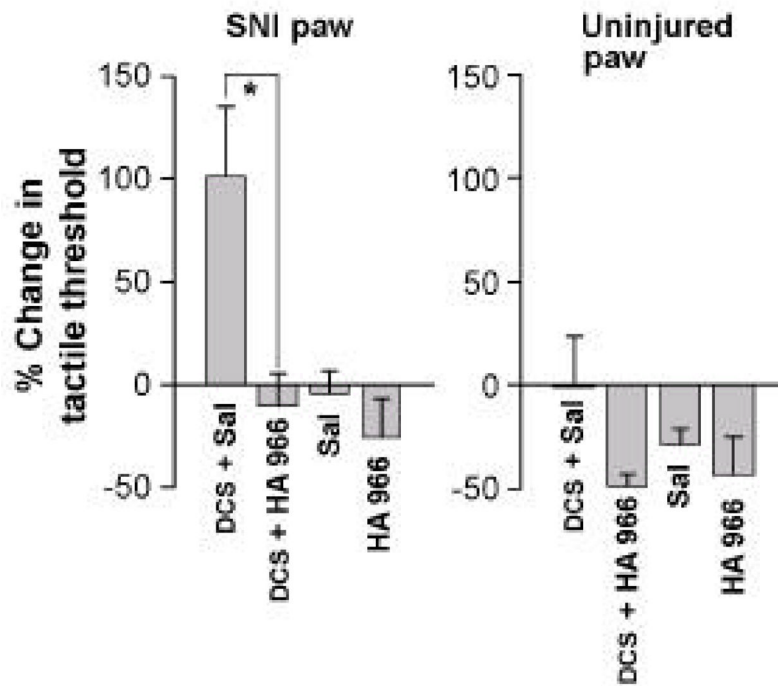 SNI paw
Uninjured
paw
% Change in
tactile threshold
150
100
50
0
-50
*
DCS + Sal
DCS + HA 966
Sal
HA 966
150
100
50
0
-50
DCS + Sal
DCS + HA 966
Sal
HA 966